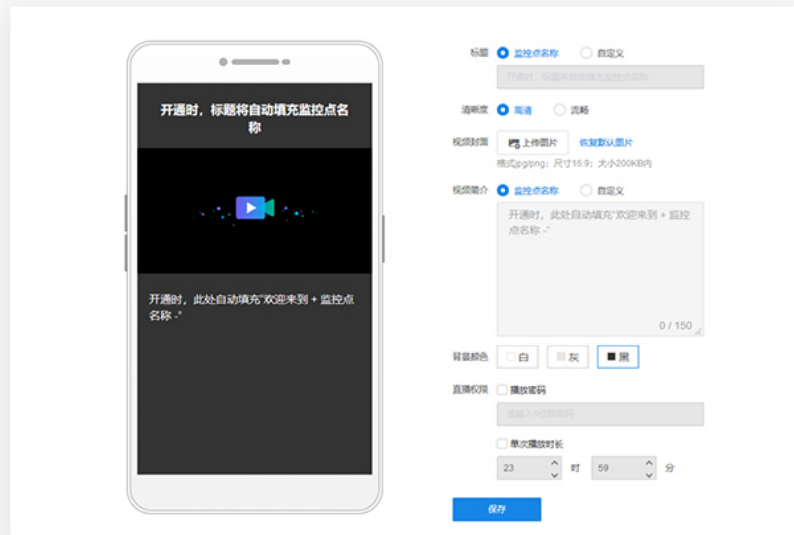 开通时，标题将自动填充监控点名
称
开通时，此处自动填充"欢迎来到 + 监控点
名称 -"
标题 监控点名称 自定义
开通时，标题自动填充监控点名称
清晰度 高清 流畅
视频封面 上传图片 恢复默认图片
格式jpg/png；尺寸16:9；大小200KB内
视频简介 监控点名称 自定义
开通时，此处自动填充"欢迎来到 + 监控
点名称 -"
0 / 150
背景颜色 白 灰 黑
直播权限 播放密码
单次播放时长
23 时 59 分
保存